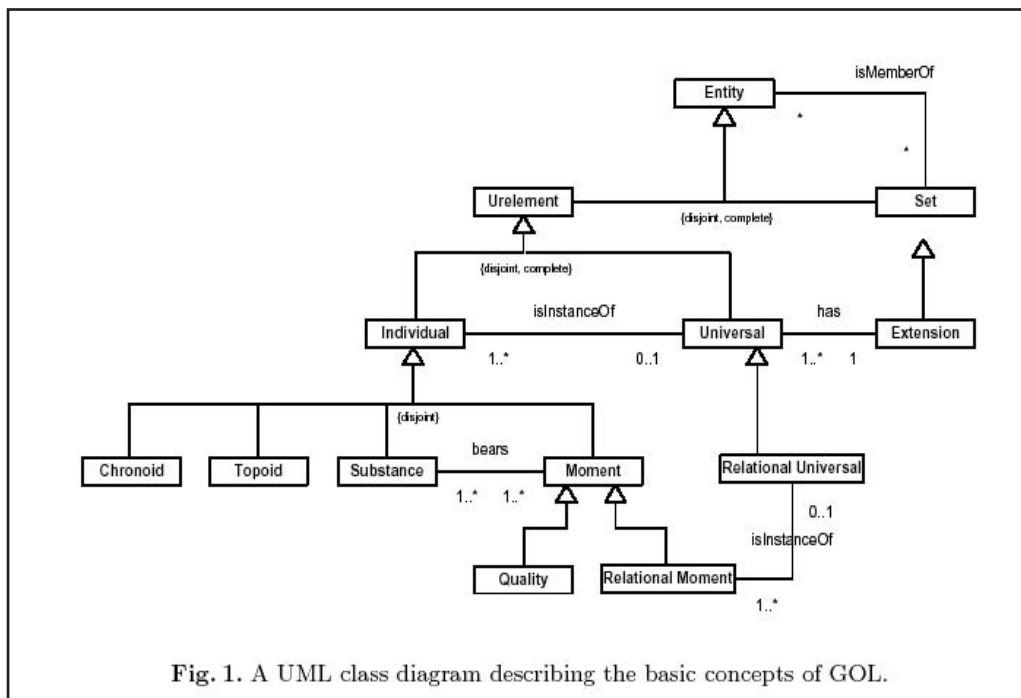 isMemberOf
Entity
*
*
Urelement
Set
{disjoint, complete}
{disjoint, complete}
isInstanceOf
has
Individual
Universal
Extension
1..*
0..1
1..*
1
{disjoint}
bears
Chronoid
Topoid
Substance
Moment
Relational Universal
1..*
1..*
0..1
isInstanceOf
Quality
Relational Moment
1..*
Fig. 1. A UML class diagram describing the basic concepts of GOL.